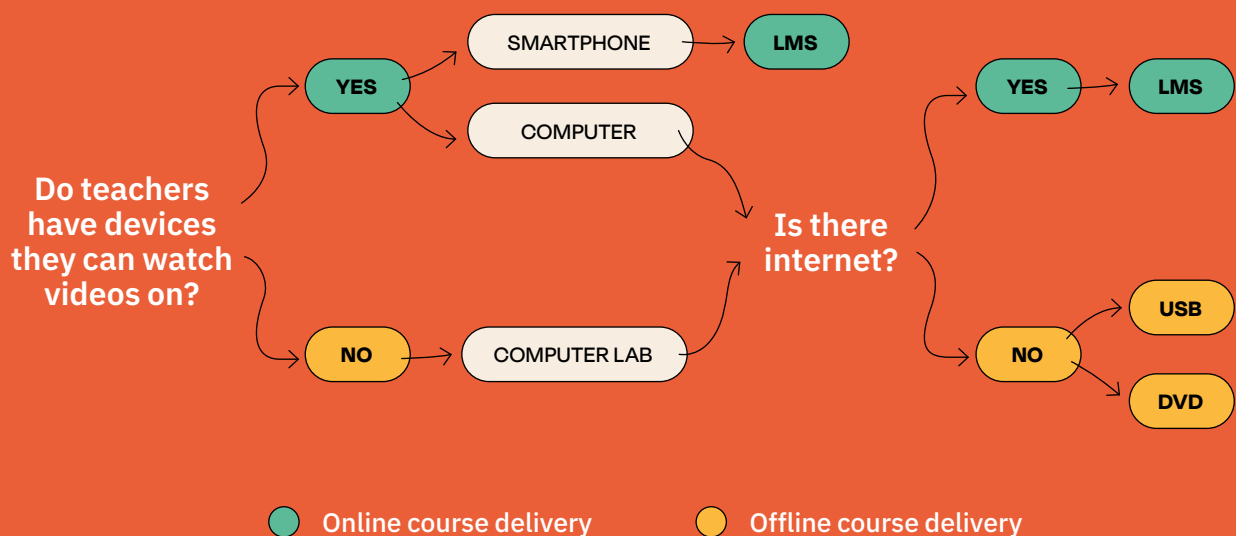 Do teachers
have devices
they can watch
videos on?
YES
SMARTPHONE
LMS
COMPUTER
NO
COMPUTER LAB
Is there
internet?
YES
LMS
NO
USB
DVD
Online course delivery
Offline course delivery